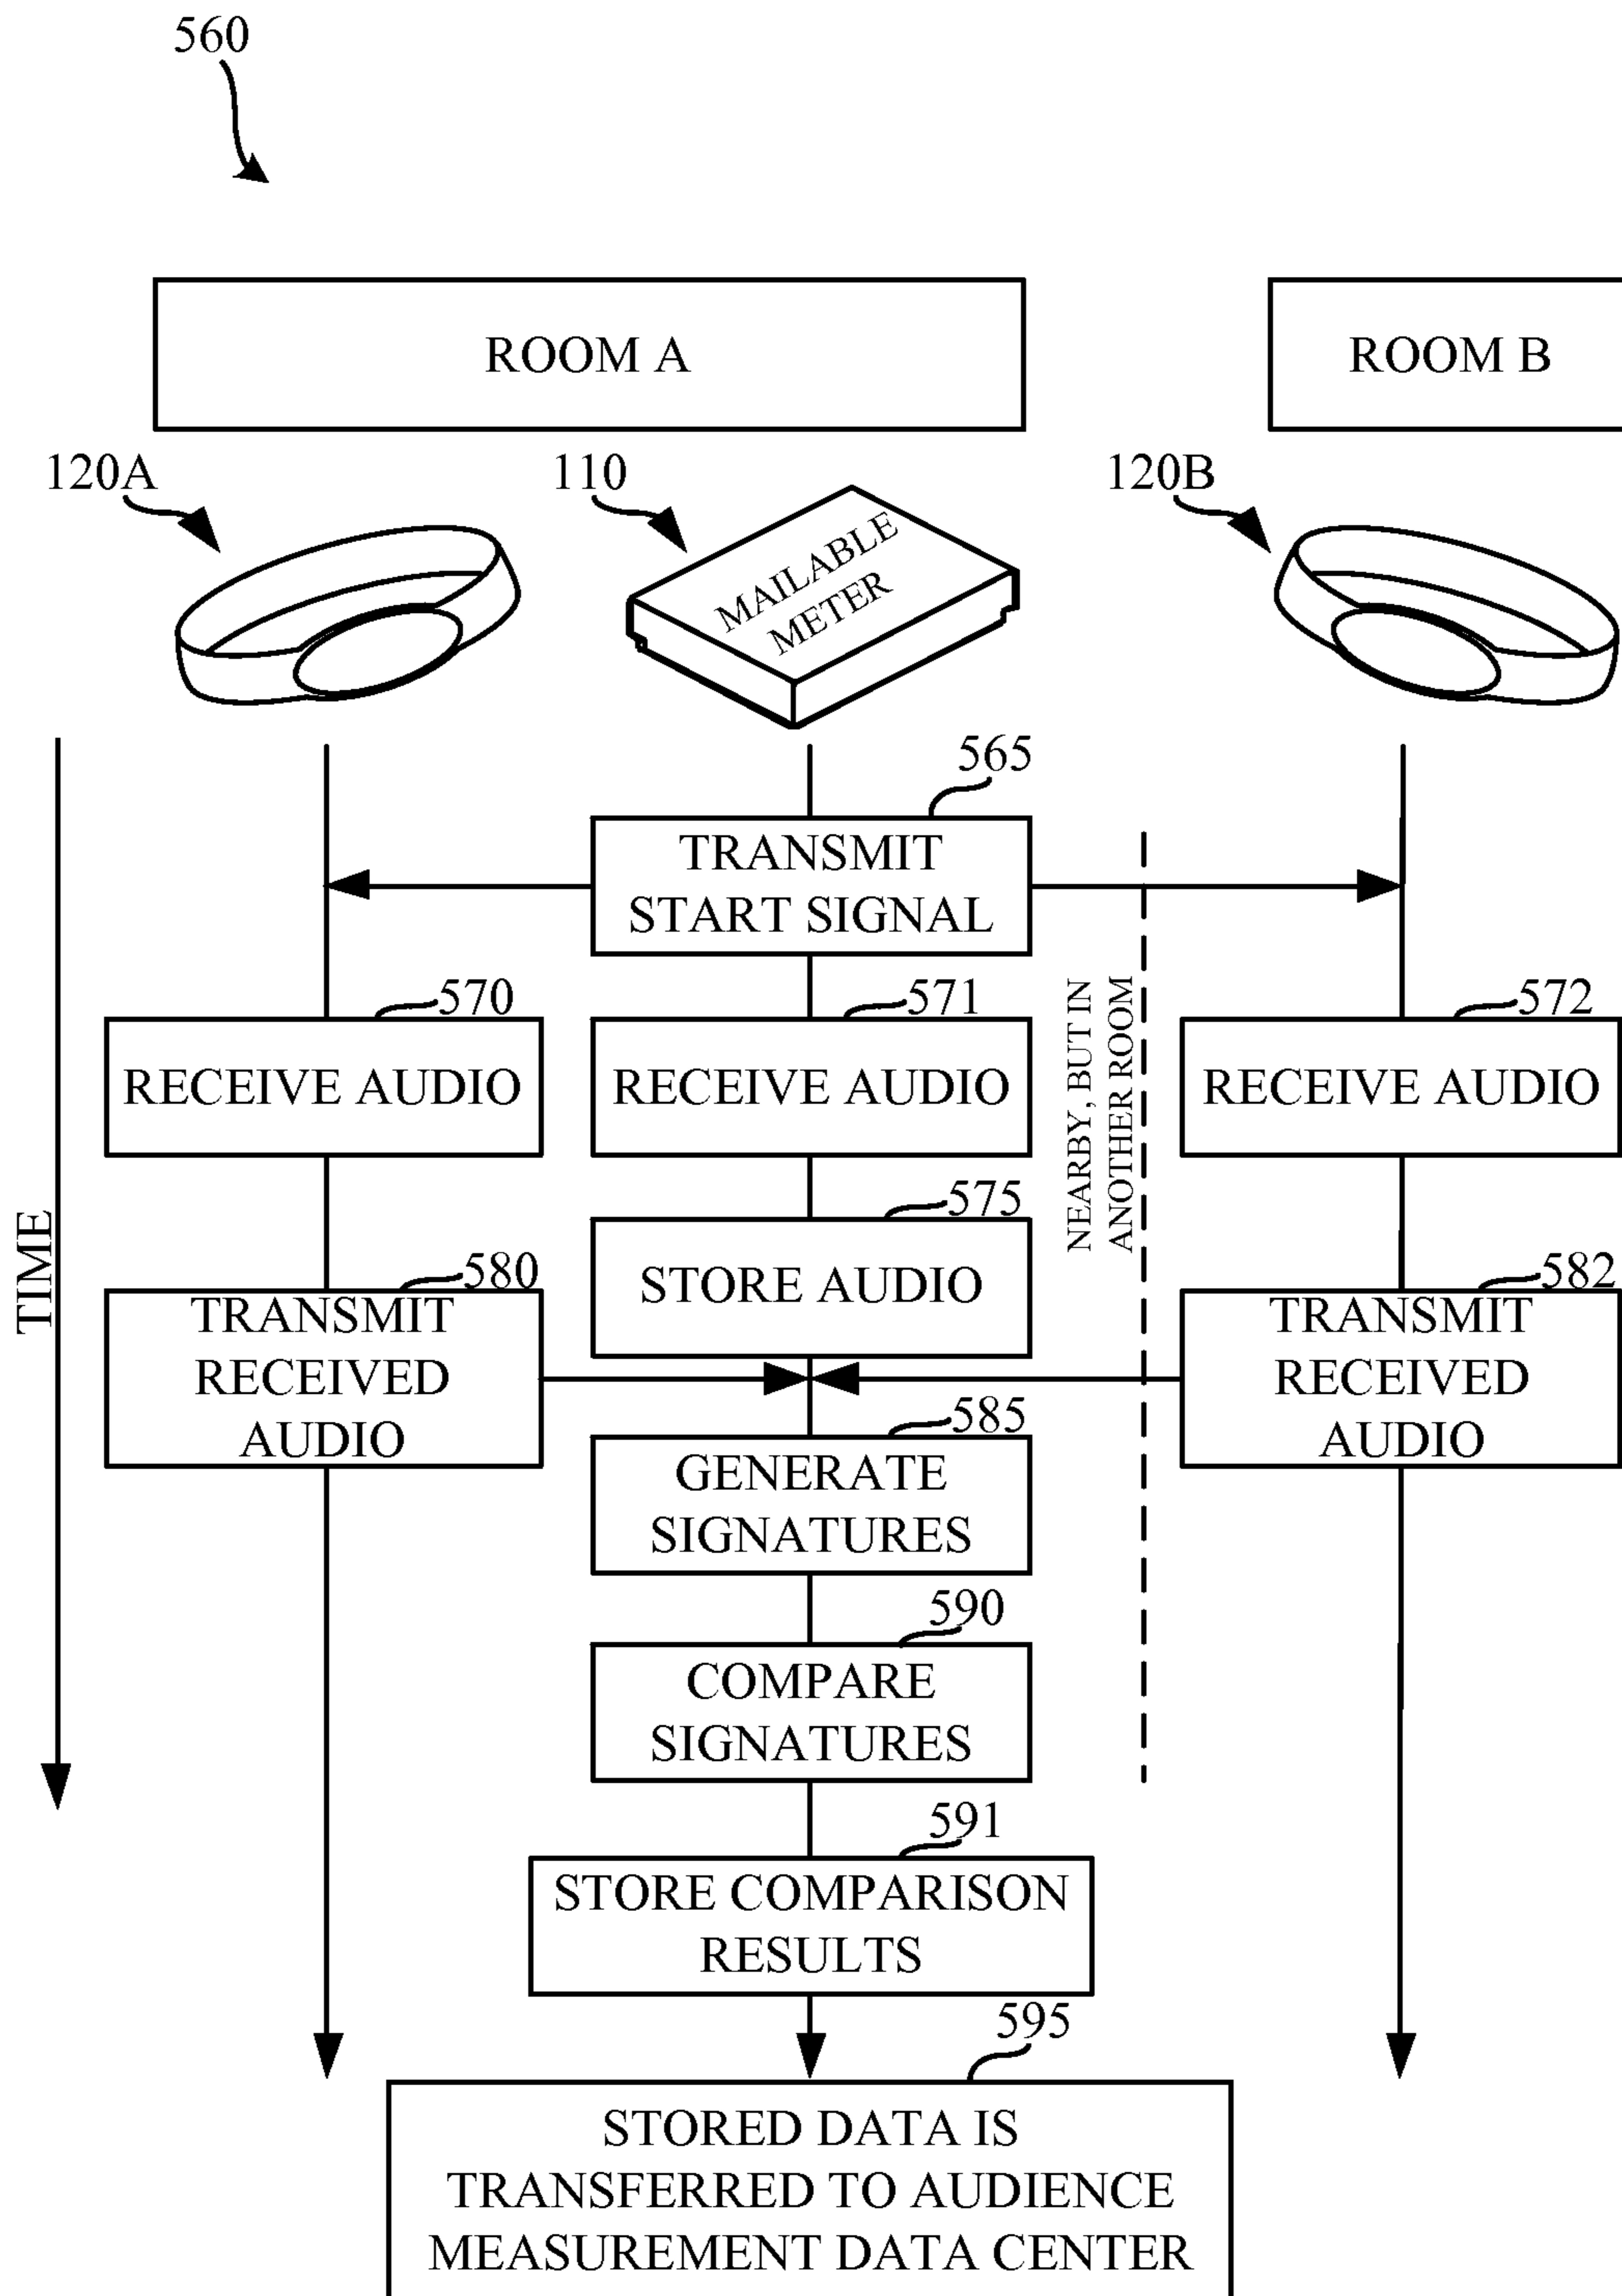 560
ROOM A
ROOM B
120A
110
120B
MAILABLE
METER
565
TRANSMIT
START SIGNAL
570
571
572
RECEIVE AUDIO
RECEIVE AUDIO
RECEIVE AUDIO
NEARBY, BUT IN
ANOTHER ROOM
TIME
575
STORE AUDIO
580
582
TRANSMIT
RECEIVED
AUDIO
TRANSMIT
RECEIVED
AUDIO
585
GENERATE
SIGNATURES
590
COMPARE
SIGNATURES
591
STORE COMPARISON
RESULTS
595
STORED DATA IS
TRANSFERRED TO AUDIENCE
MEASUREMENT DATA CENTER